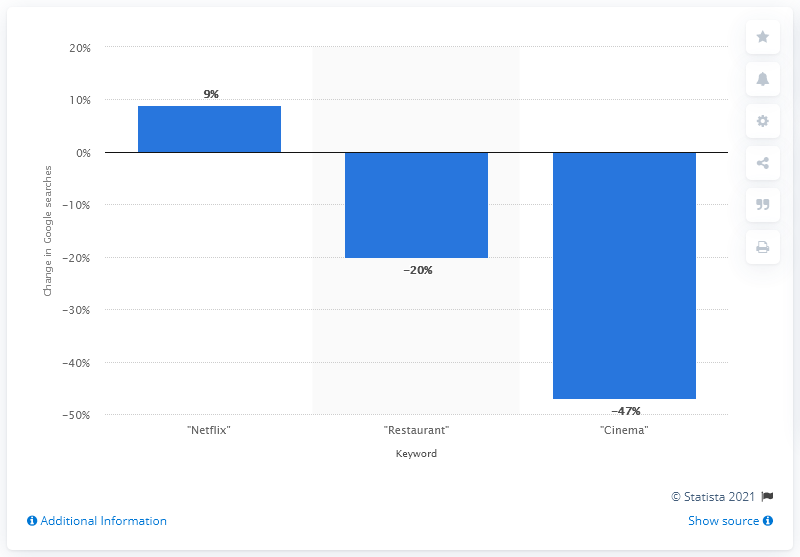 20%
10%
0%
-10%
-20%
-30%
-40%
-50%
Change in Google searches
9%
-20%
-47%
"Netflix"
"Restaurant"
"Cinema"
Keyword
© Statista 2021
Additional Information
Show source